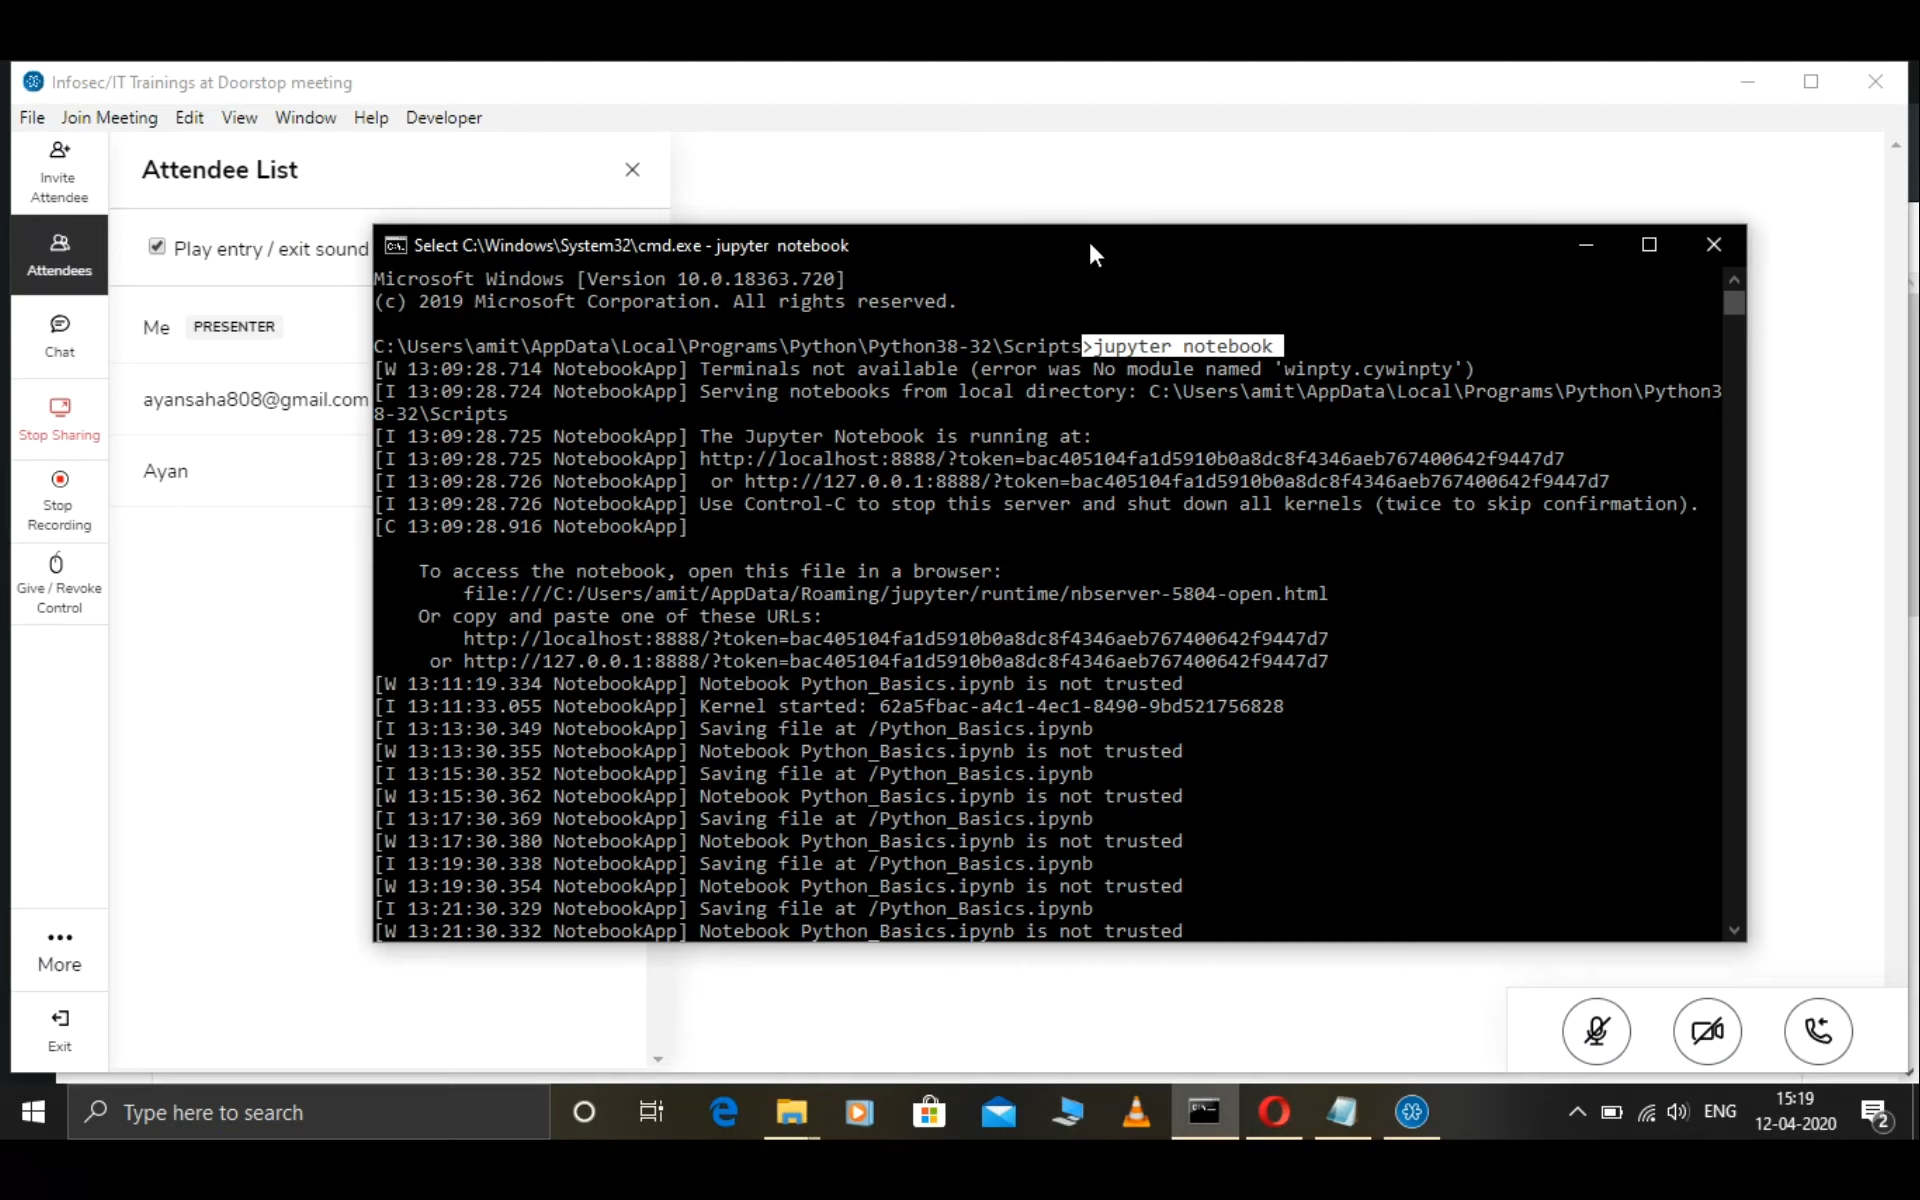 Infosec/IT Trainings at Doorstop meeting
File Join Meeting Edit View Window Help Developer
Invite
Attendee
Attendees
Chat
Stop Sharing
Stop
Recording
Give / Revoke
Control
More
Exit
Attendee List
Play entry / exit sound
Me PRESENTER
ayansaha808@gmail.com
Ayan
Select C:\Windows\System32\cmd.exe - jupyter notebook
Microsoft Windows [Version 10.0.18363.720]
(c) 2019 Microsoft Corporation. All rights reserved.
C:\Users\amit\AppData\Local\Programs\Python\Python38-32\Scripts>jupyter notebook
[W 13:09:28.714 NotebookApp] Terminals not available (error was No module named 'winpty.cywinpty')
[I 13:09:28.724 NotebookApp] Serving notebooks from local directory: C:\Users\amit\AppData\Local\Programs\Python\Python3
8-32\Scripts
[I 13:09:28.725 NotebookApp] The Jupyter Notebook is running at:
[I 13:09:28.725 NotebookApp] http://localhost:8888/?token=bac405104fa1d5910b0a8dc8f4346aeb767400642f9447d7
[I 13:09:28.726 NotebookApp]  or http://127.0.0.1:8888/?token=bac405104fa1d5910b0a8dc8f4346aeb767400642f9447d7
[I 13:09:28.726 NotebookApp] Use Control-C to stop this server and shut down all kernels (twice to skip confirmation).
[C 13:09:28.916 NotebookApp]
To access the notebook, open this file in a browser:
file:///C:/Users/amit/AppData/Roaming/jupyter/runtime/nbserver-5804-open.html
Or copy and paste one of these URLs:
http://localhost:8888/?token=bac405104fa1d5910b0a8dc8f4346aeb767400642f9447d7
or http://127.0.0.1:8888/?token=bac405104fa1d5910b0a8dc8f4346aeb767400642f9447d7
[W 13:11:19.334 NotebookApp] Notebook Python_Basics.ipynb is not trusted
[I 13:11:33.055 NotebookApp] Kernel started: 62a5fbac-a4c1-4ec1-8490-9bd521756828
[I 13:13:30.349 NotebookApp] Saving file at /Python_Basics.ipynb
[W 13:13:30.355 NotebookApp] Notebook Python_Basics.ipynb is not trusted
[I 13:15:30.352 NotebookApp] Saving file at /Python_Basics.ipynb
[W 13:15:30.362 NotebookApp] Notebook Python_Basics.ipynb is not trusted
[I 13:17:30.369 NotebookApp] Saving file at /Python_Basics.ipynb
[W 13:17:30.380 NotebookApp] Notebook Python_Basics.ipynb is not trusted
[I 13:19:30.338 NotebookApp] Saving file at /Python_Basics.ipynb
[W 13:19:30.354 NotebookApp] Notebook Python_Basics.ipynb is not trusted
[I 13:21:30.329 NotebookApp] Saving file at /Python_Basics.ipynb
[W 13:21:30.332 NotebookApp] Notebook Python_Basics.ipynb is not trusted
Type here to search
ENG
15:19
12-04-2020
2